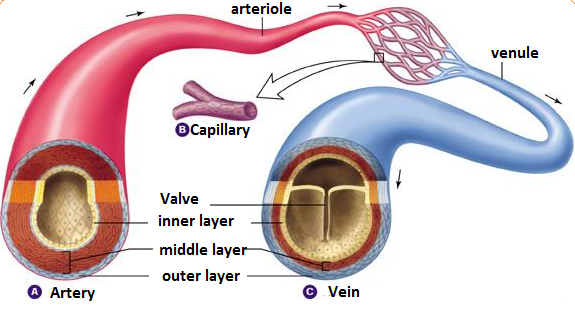 arteriole
venule
B Capillary
Valve
inner layer
middle layer
outer layer
A Artery
C Vein